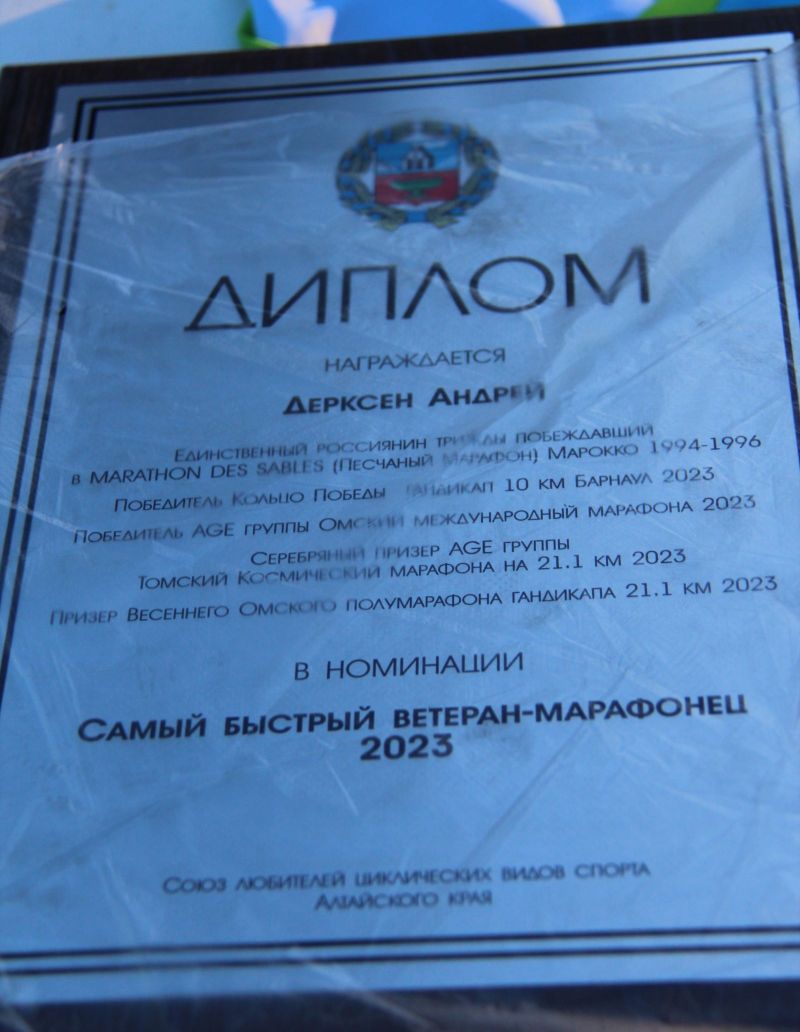 ДИПЛОМ
НАГРАЖДАЕТСЯ
ДЕРКСЕН АНДРЕЙ
ЕДИНСТВЕННЫЙ РОССИЯНИН ТРИЖДЫ ПОБЕЖДАВШИЙ
В MARATHON DES SABLES (ПЕСЧАНЫЙ МАРАФОН) МАРОККО 1994-1996
ПОБЕДИТЕЛЬ КОЛЬЦО ПОБЕДЫ ГАНДИКАП 10 КМ БАРНАУЛ 2023
ПОБЕДИТЕЛЬ AGE ГРУППЫ ОМСКИЙ МЕЖДУНАРОДНЫЙ МАРАФОНА 2023
СЕРЕБРЯНЫЙ ПРИЗЕР AGE ГРУППЫ
ТОМСКИЙ КОСМИЧЕСКИЙ МАРАФОНА НА 21.1 КМ 2023
ПРИЗЕР ВЕСЕННЕГО ОМСКОГО ПОЛУМАРАФОНА ГАНДИКАПА 21.1 КМ 2023
В НОМИНАЦИИ
САМЫЙ БЫСТРЫЙ ВЕТЕРАН-МАРАФОНЕЦ
2023
СОЮЗ ЛЮБИТЕЛЕЙ ЦИКЛИЧЕСКИХ ВИДОВ СПОРТА
АЛТАЙСКОГО КРАЯ